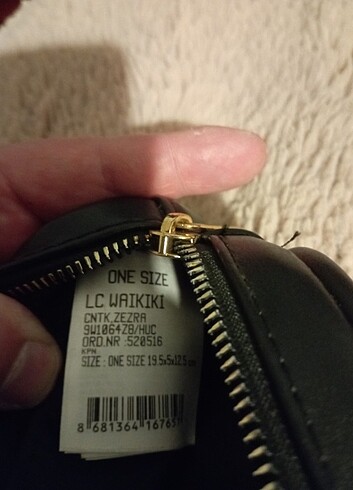 ONE SIZE
LC WAIKIKI
CNTK,ZEZRA
9W1064Z8/HUC
ORD.NR :520516
KPN
SIZE : ONE SIZE 19.5x5x12.5 cm
8 681364 16765